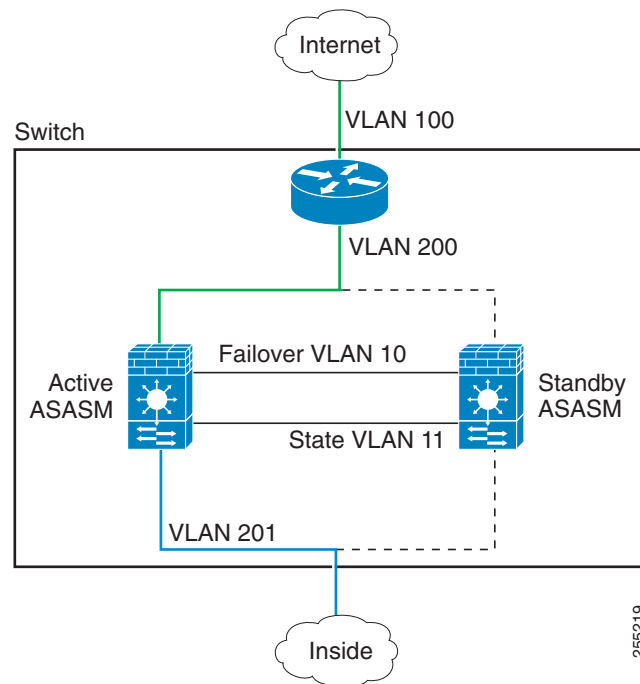 Internet
VLAN 100
Switch
VLAN 200
Failover VLAN 10
Active
ASASM
Standby
ASASM
State VLAN 11
VLAN 201
Inside
255219